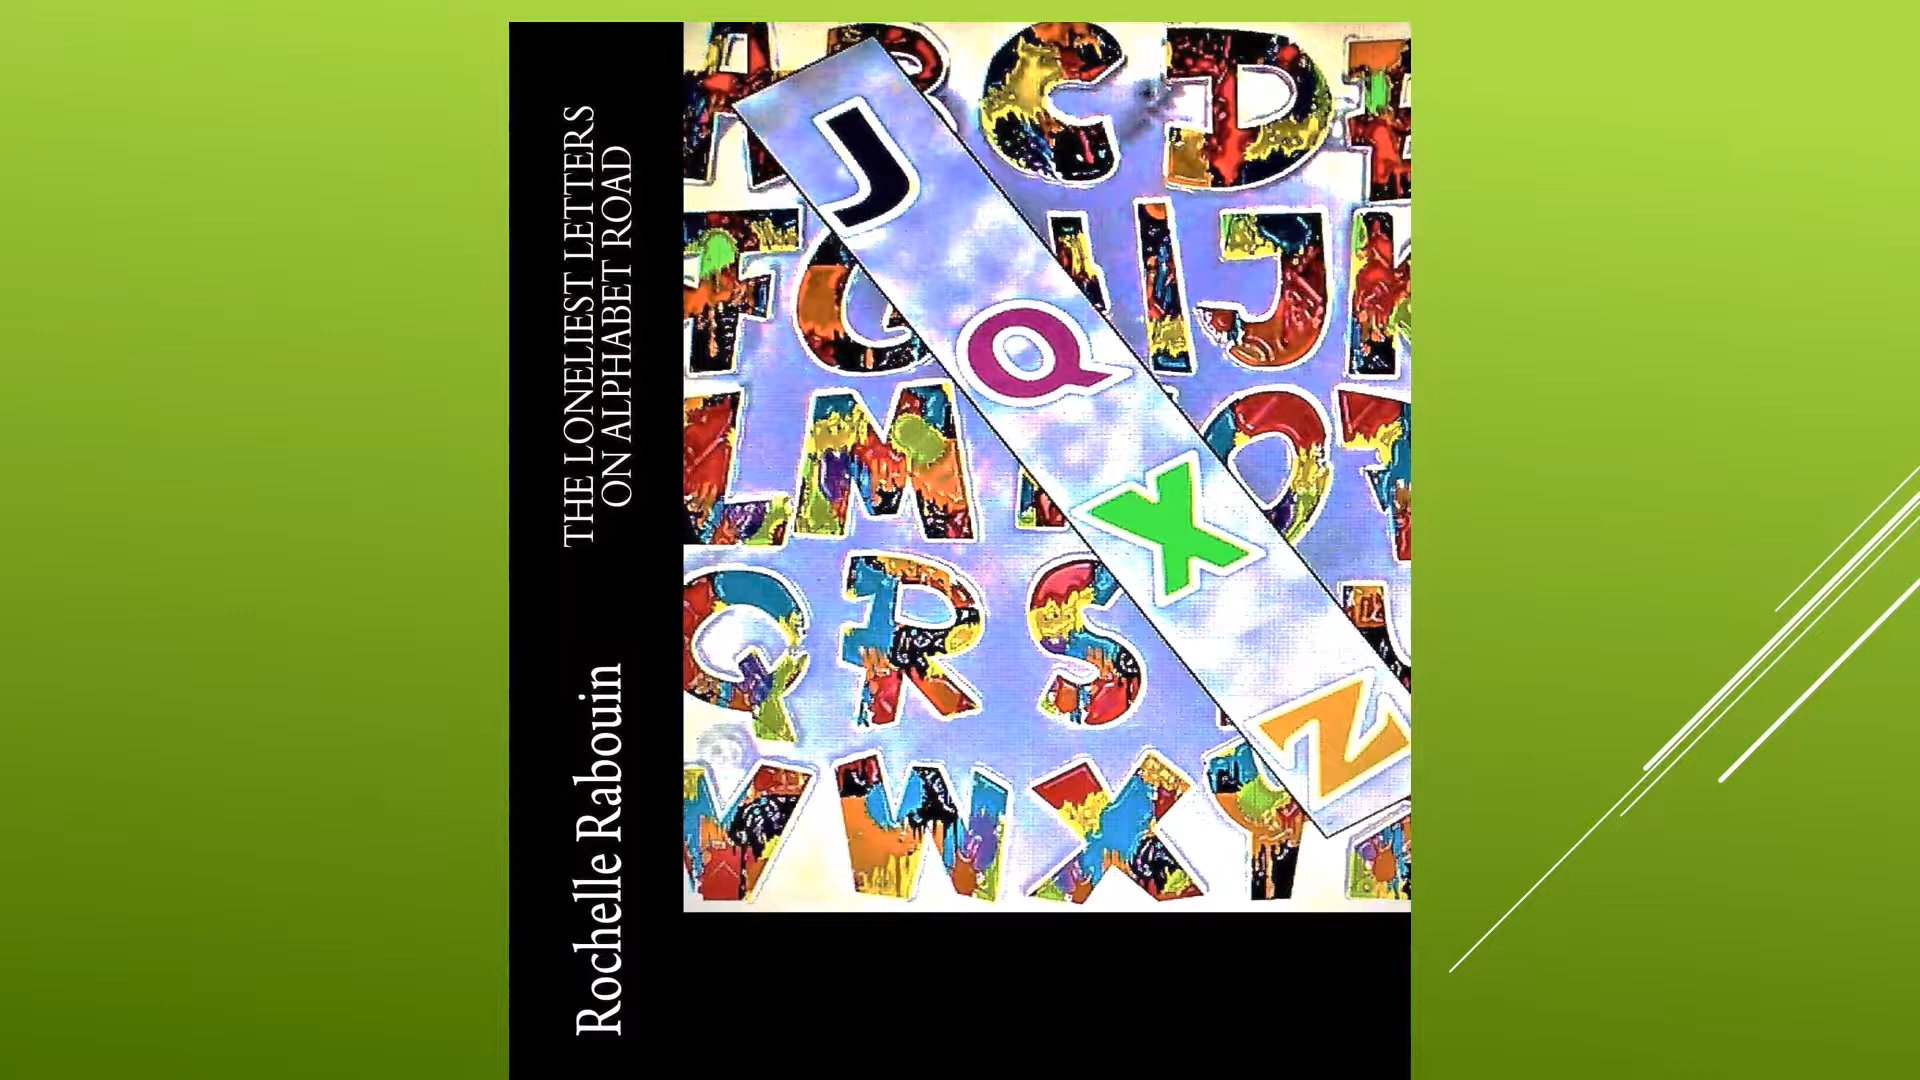 THE LONELIEST LETTERS
ON ALPHABET ROAD
Rochelle Rabouin
J
Q
X
Z
A B C D E
F G I J K
L M O
Q R S U
V W X Y